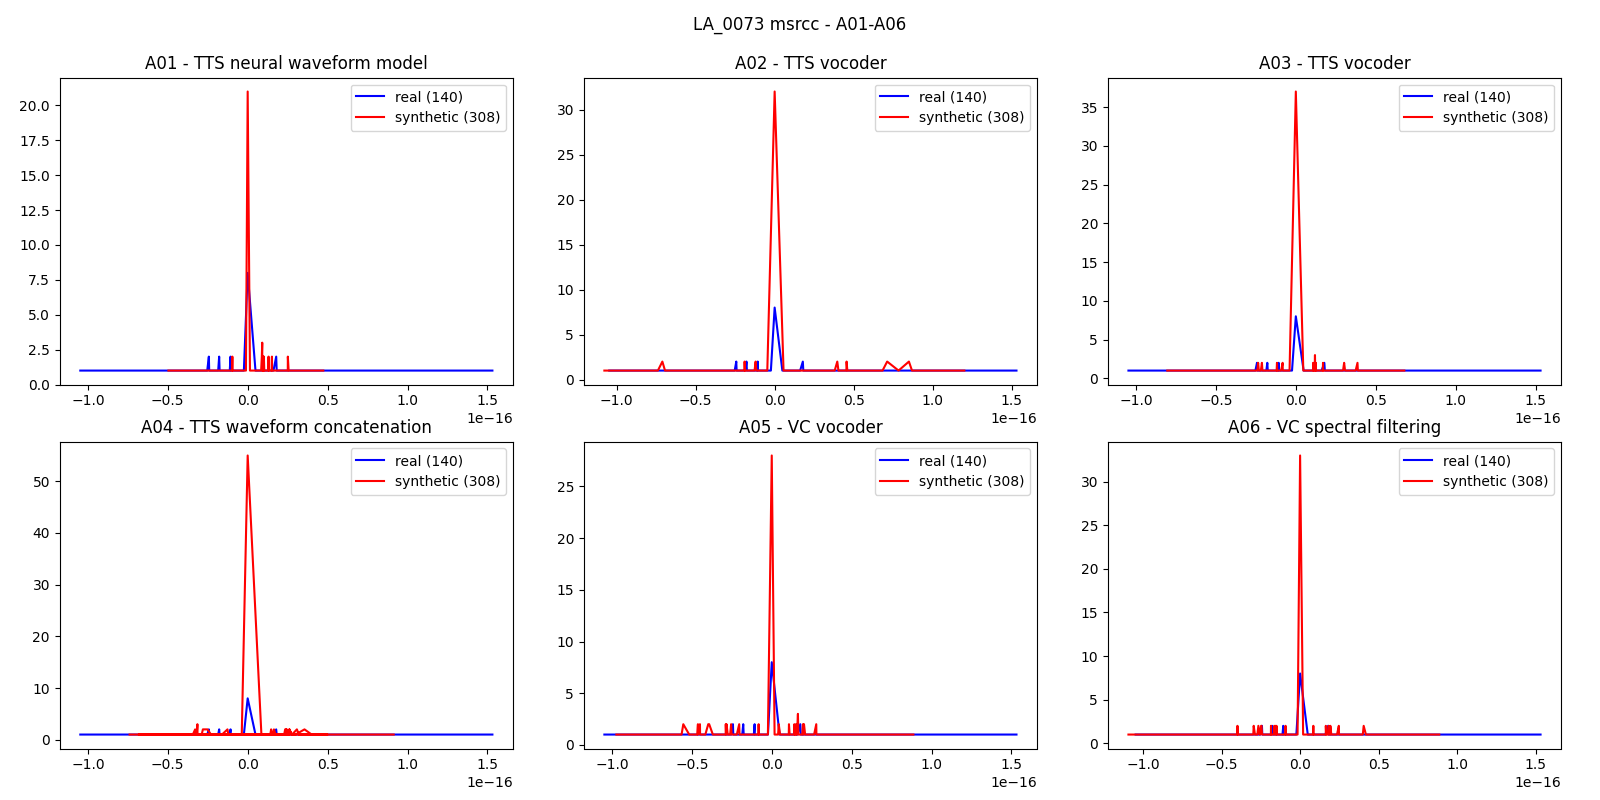 LA_0073 msrcc - A01-A06
A01 - TTS neural waveform model
20.0
17.5
15.0
12.5
10.0
7.5
5.0
2.5
0.0
real (140)
synthetic (308)
−1.0 −0.5 0.0 0.5 1.0 1.5
1e−16
A02 - TTS vocoder
30
25
20
15
10
5
0
real (140)
synthetic (308)
−1.0 −0.5 0.0 0.5 1.0 1.5
1e−16
A03 - TTS vocoder
35
30
25
20
15
10
5
0
real (140)
synthetic (308)
−1.0 −0.5 0.0 0.5 1.0 1.5
1e−16
A04 - TTS waveform concatenation
50
40
30
20
10
0
real (140)
synthetic (308)
−1.0 −0.5 0.0 0.5 1.0 1.5
1e−16
A05 - VC vocoder
25
20
15
10
5
0
real (140)
synthetic (308)
−1.0 −0.5 0.0 0.5 1.0 1.5
1e−16
A06 - VC spectral filtering
30
25
20
15
10
5
0
real (140)
synthetic (308)
−1.0 −0.5 0.0 0.5 1.0 1.5
1e−16